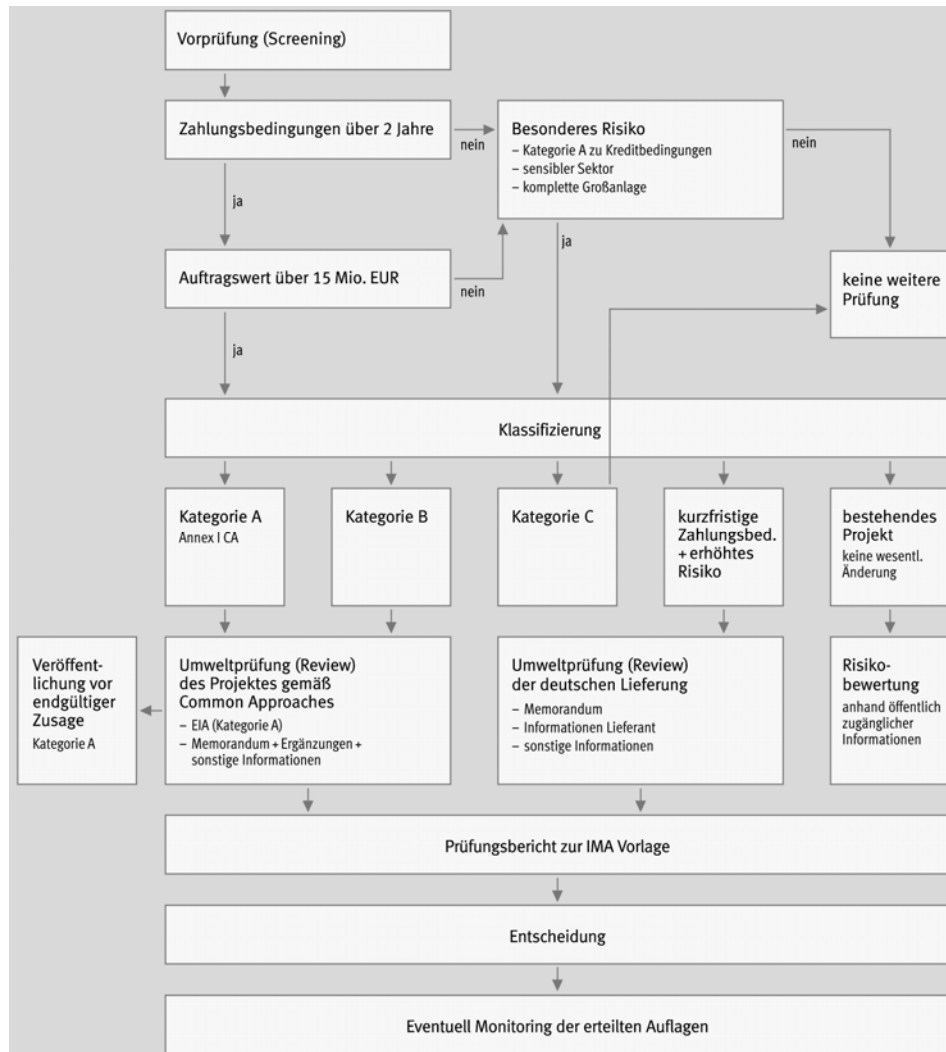 Vorprüfung (Screening)
Zahlungsbedingungen über 2 Jahre
nein
Besonderes Risiko
– Kategorie A zu Kreditbedingungen
– sensibler Sektor
– komplette Großanlage
nein
ja
ja
Auftragswert über 15 Mio. EUR
nein
keine weitere
Prüfung
ja
Klassifizierung
Kategorie A
Annex I CA
Kategorie B
Kategorie C
kurzfristige
Zahlungsbed.
+ erhöhtes
Risiko
bestehendes
Projekt
keine wesentl.
Änderung
Veröffent-
lichung vor
endgültiger
Zusage
Kategorie A
Umweltprüfung (Review)
des Projektes gemäß
Common Approaches
– EIA (Kategorie A)
– Memorandum + Ergänzungen +
sonstige Informationen
Umweltprüfung (Review)
der deutschen Lieferung
– Memorandum
– Informationen Lieferant
– sonstige Informationen
Risiko-
bewertung
anhand öffentlich
zugänglicher
Informationen
Prüfungsbericht zur IMA Vorlage
Entscheidung
Eventuell Monitoring der erteilten Auflagen